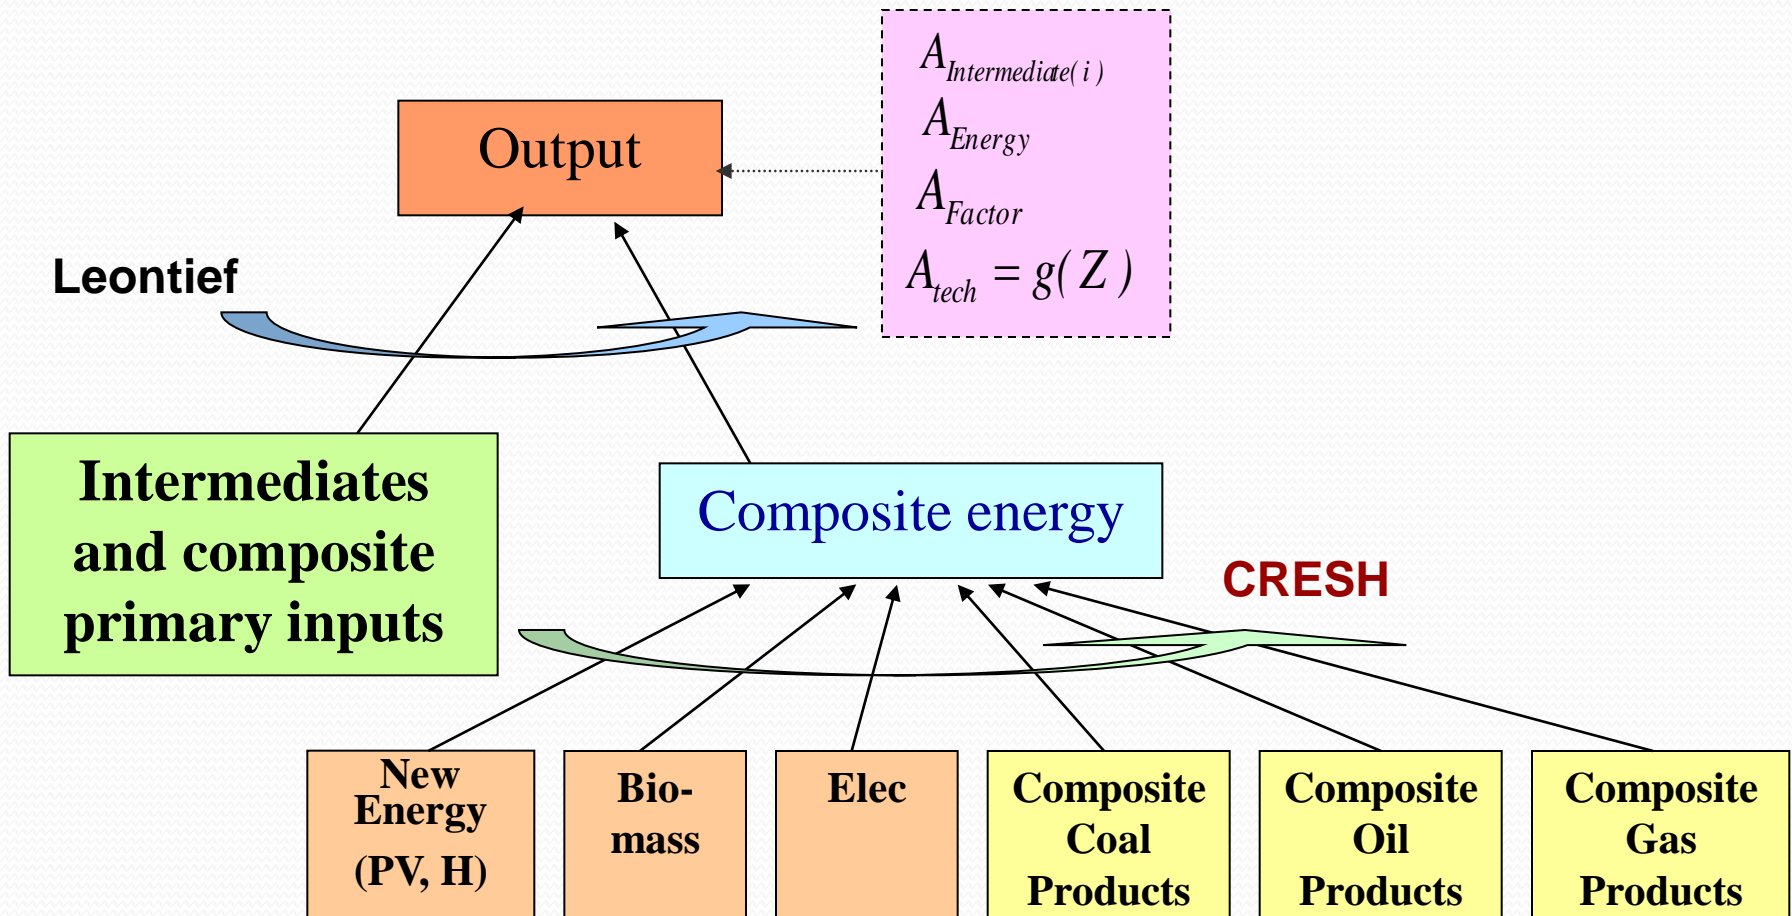 A_Intermediate(i)
A_Energy
A_Factor
A_tech = g(Z)
Output
Leontief
Intermediates
and composite
primary inputs
Composite energy
CRESH
New
Energy
(PV, H)
Bio-
mass
Elec
Composite
Coal
Products
Composite
Oil
Products
Composite
Gas
Products